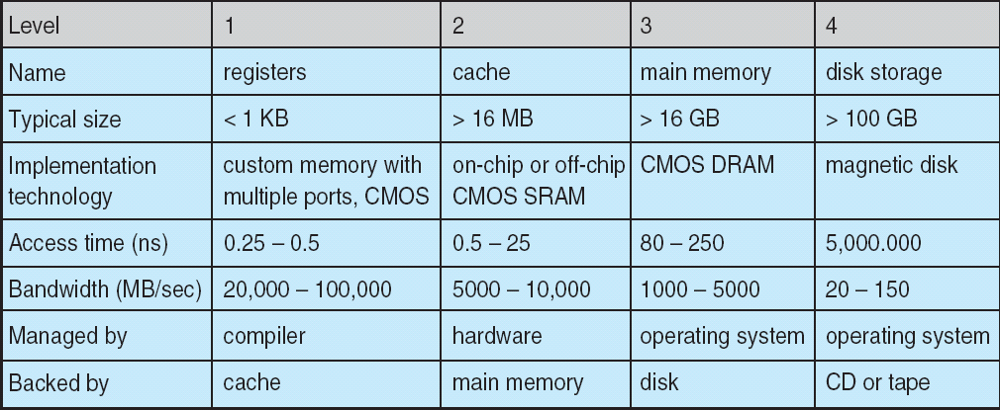 Level 1 2 3 4
Name registers cache main memory disk storage
Typical size < 1 KB > 16 MB > 16 GB > 100 GB
Implementation custom memory with on-chip or off-chip CMOS DRAM magnetic disk
technology multiple ports, CMOS CMOS SRAM
Access time (ns) 0.25 – 0.5 0.5 – 25 80 – 250 5,000.000
Bandwidth (MB/sec) 20,000 – 100,000 5000 – 10,000 1000 – 5000 20 – 150
Managed by compiler hardware operating system operating system
Backed by cache main memory disk CD or tape